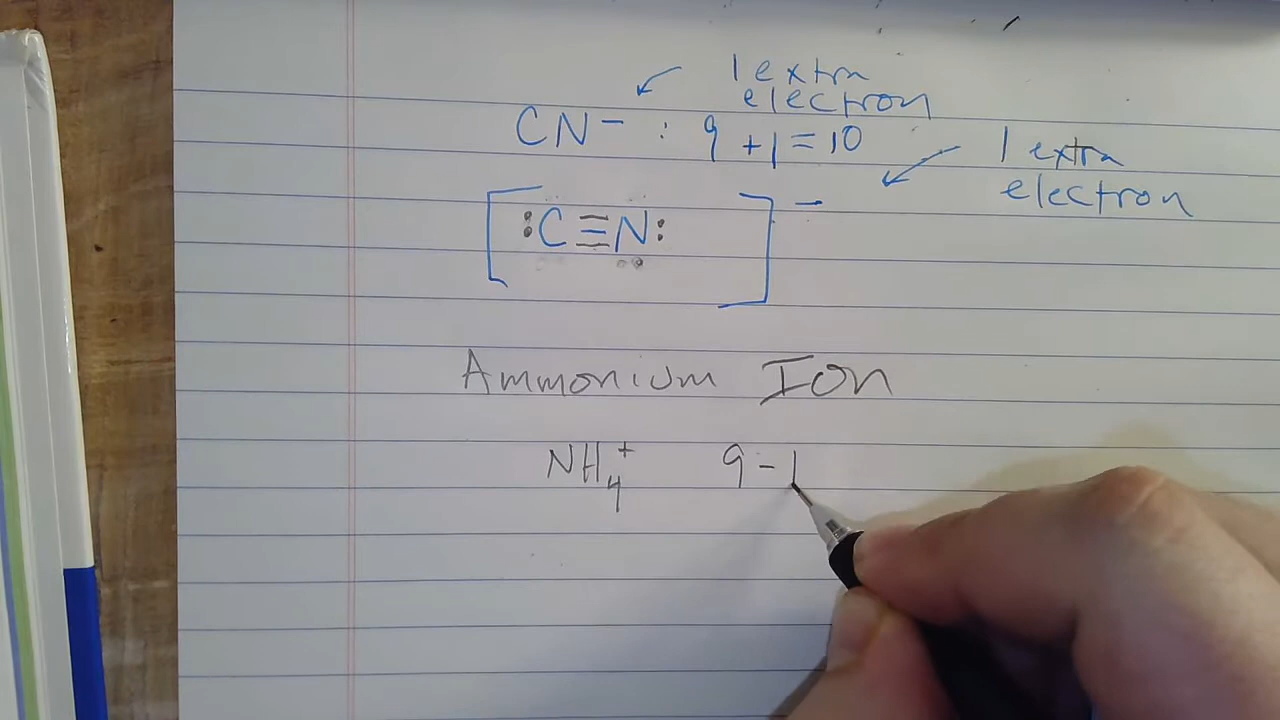 1 extra
electron
CN⁻ : 9 + 1 = 10
1 extra
electron
[:C≡N:]⁻
Ammonium Ion
NH₄⁺ 9 - 1